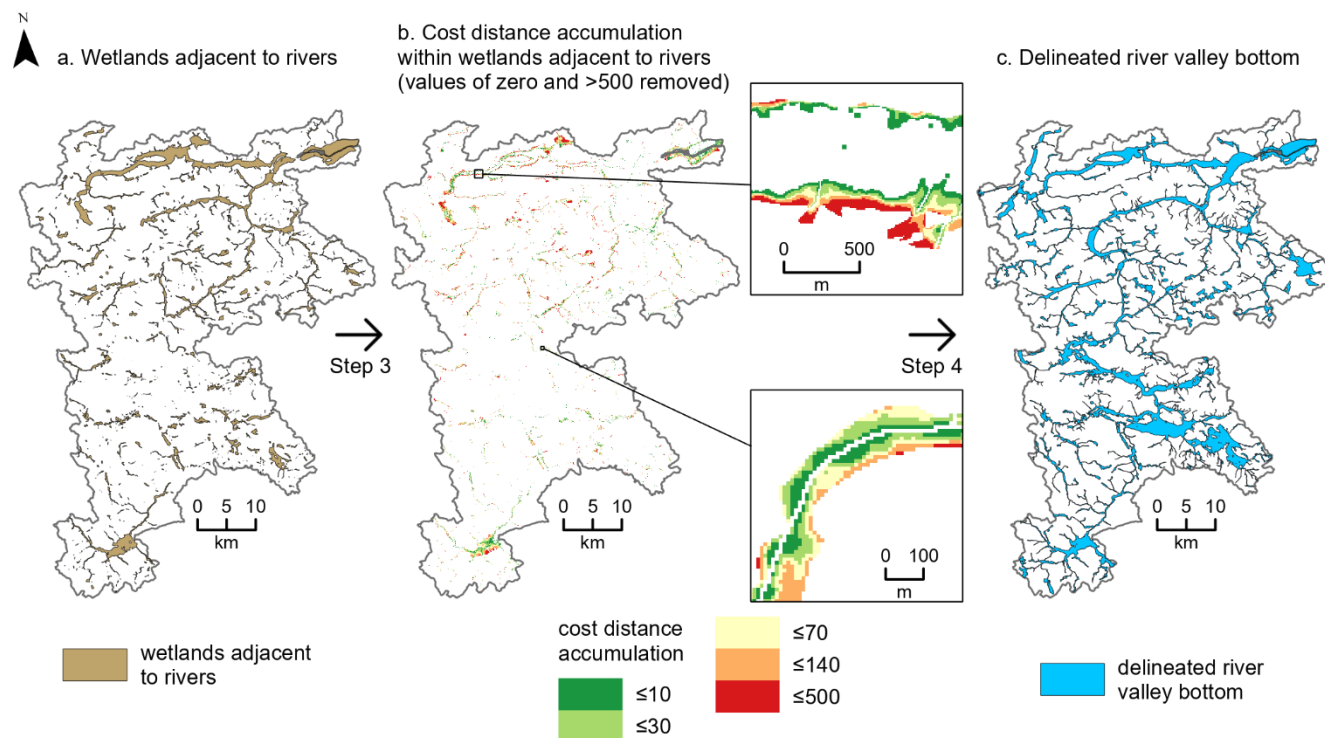 N
a. Wetlands adjacent to rivers
b. Cost distance accumulation
within wetlands adjacent to rivers
(values of zero and >500 removed)
c. Delineated river valley bottom
0 500
m
Step 3
Step 4
0 5 10
km
0 5 10
km
0 100
m
0 5 10
km
wetlands adjacent
to rivers
cost distance
accumulation
≤10
≤30
≤70
≤140
≤500
delineated river
valley bottom